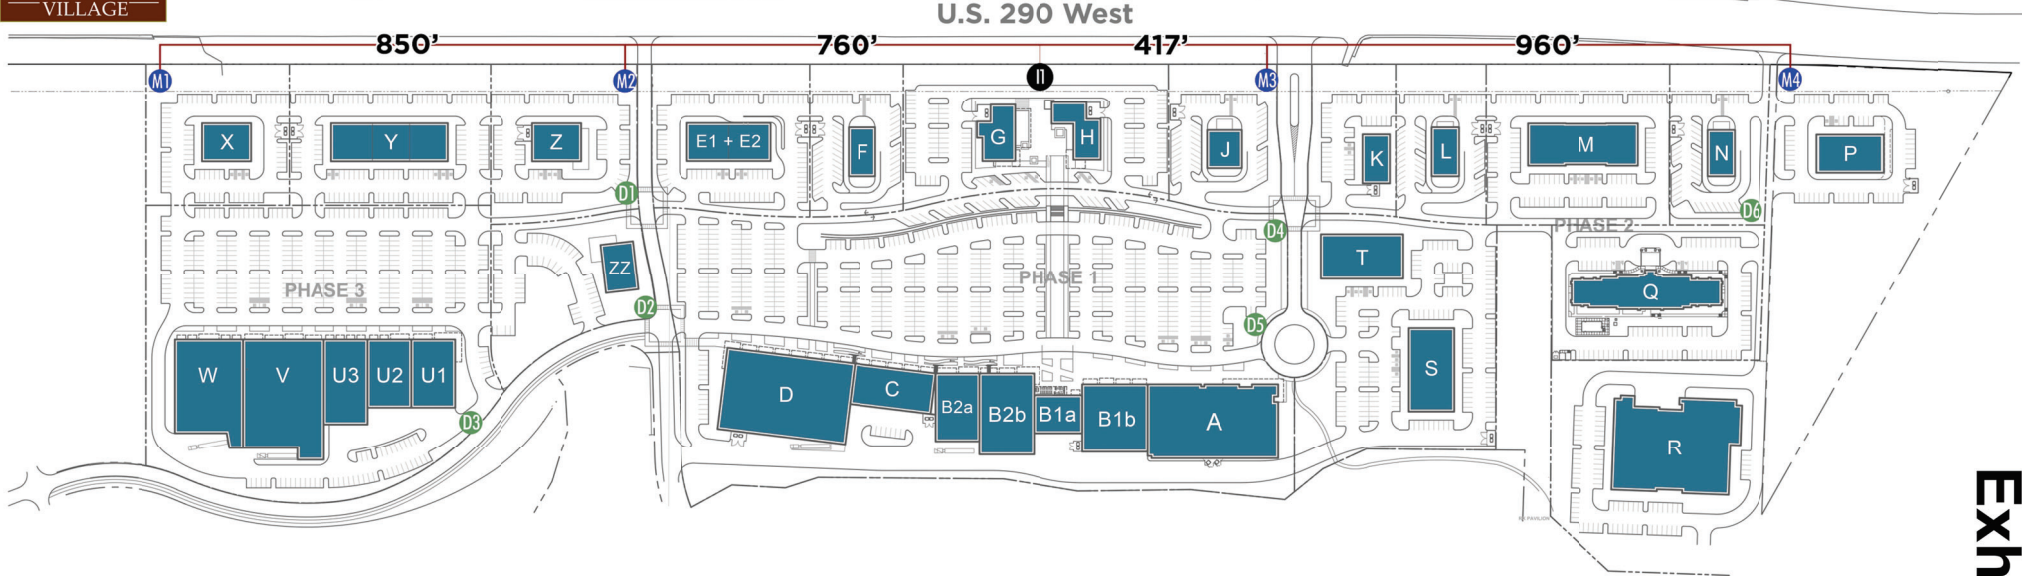 VILLAGE
U.S. 290 West
850’ 760’ 417’ 960’
M1 M2 I1 M3 M4
X Y Z E1 + E2 F G H J K L M N P
D1 D4 D6
PHASE 2
ZZ T
PHASE 3 PHASE 1 Q
D2 D5
W V U3 U2 U1 D C B2a B2b B1a B1b A S
D3 R
Exh